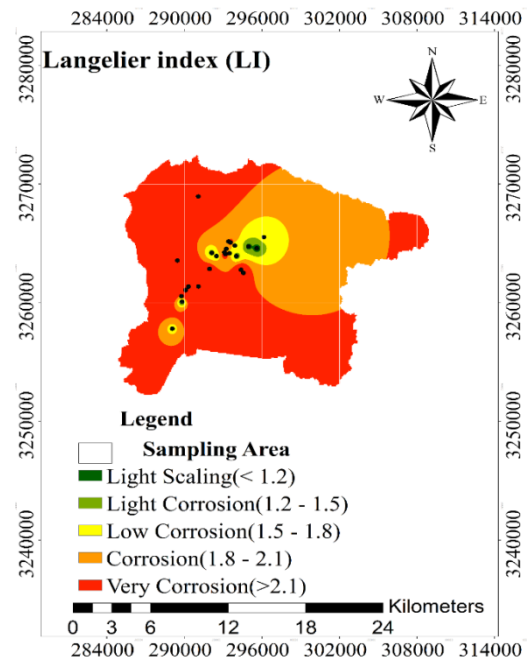 284000 290000 296000 302000 308000 314000
Langelier index (LI)
N
W E
S
3280000 3280000
3270000 3270000
3260000 3260000
3250000 3250000
3240000 3240000
Legend
Sampling Area
Light Scaling(< 1.2)
Light Corrosion(1.2 - 1.5)
Low Corrosion(1.5 - 1.8)
Corrosion(1.8 - 2.1)
Very Corrosion(>2.1)
Kilometers
0 3 6 12 18 24
284000 290000 296000 302000 308000 314000